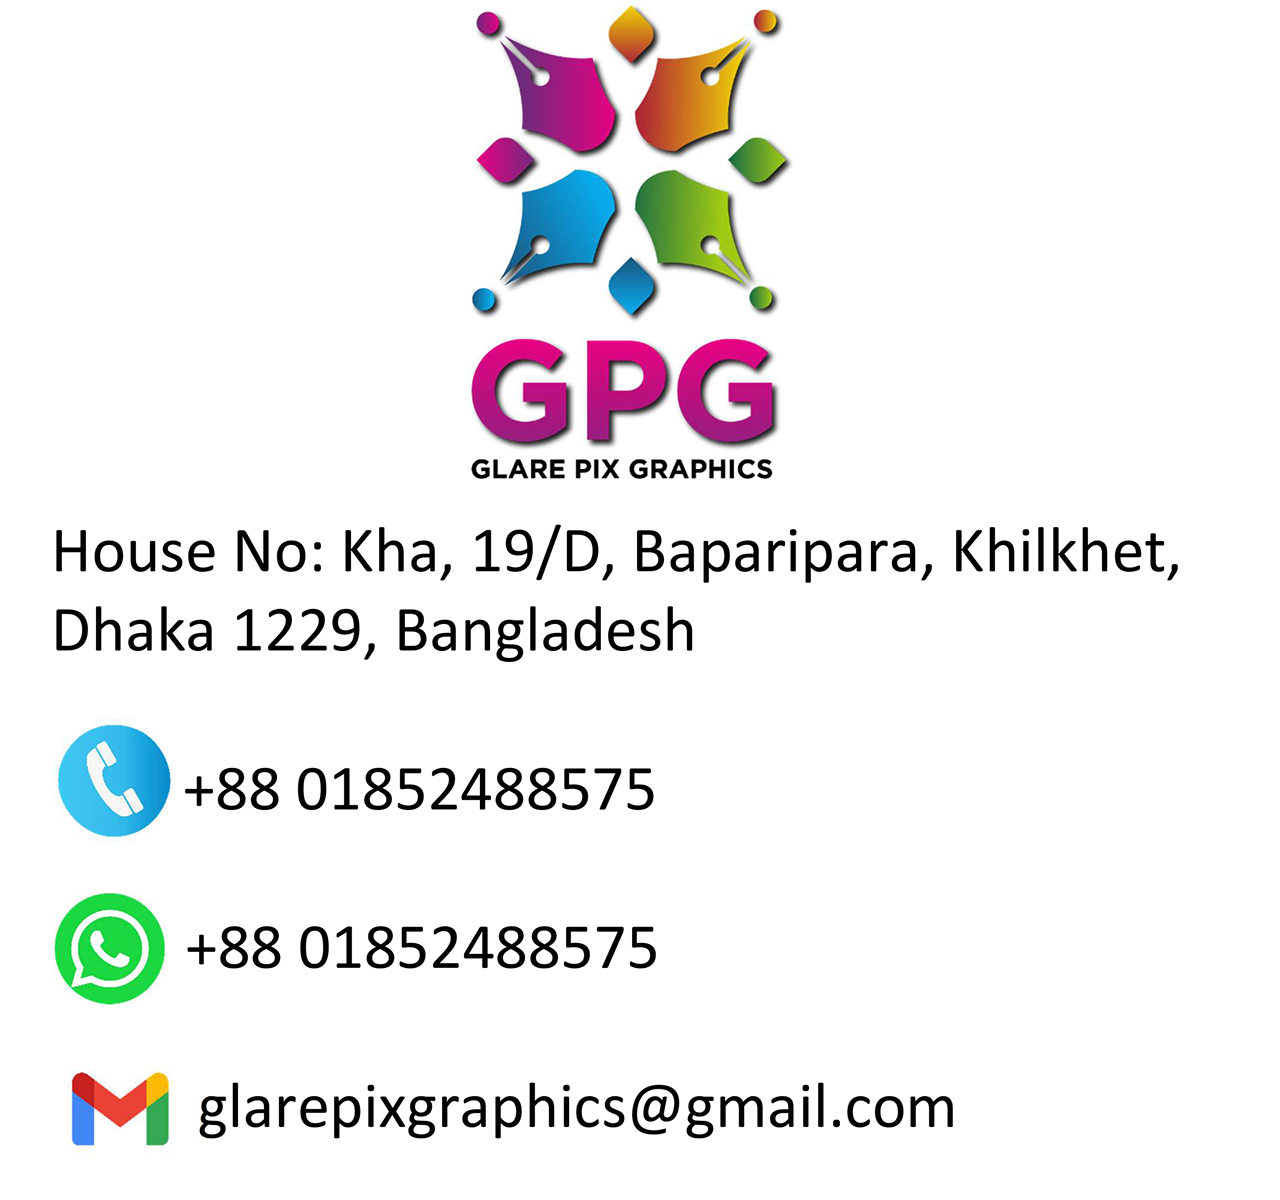 GPG
GLARE PIX GRAPHICS
House No: Kha, 19/D, Baparipara, Khilkhet,
Dhaka 1229, Bangladesh
+88 01852488575
+88 01852488575
glarepixgraphics@gmail.com